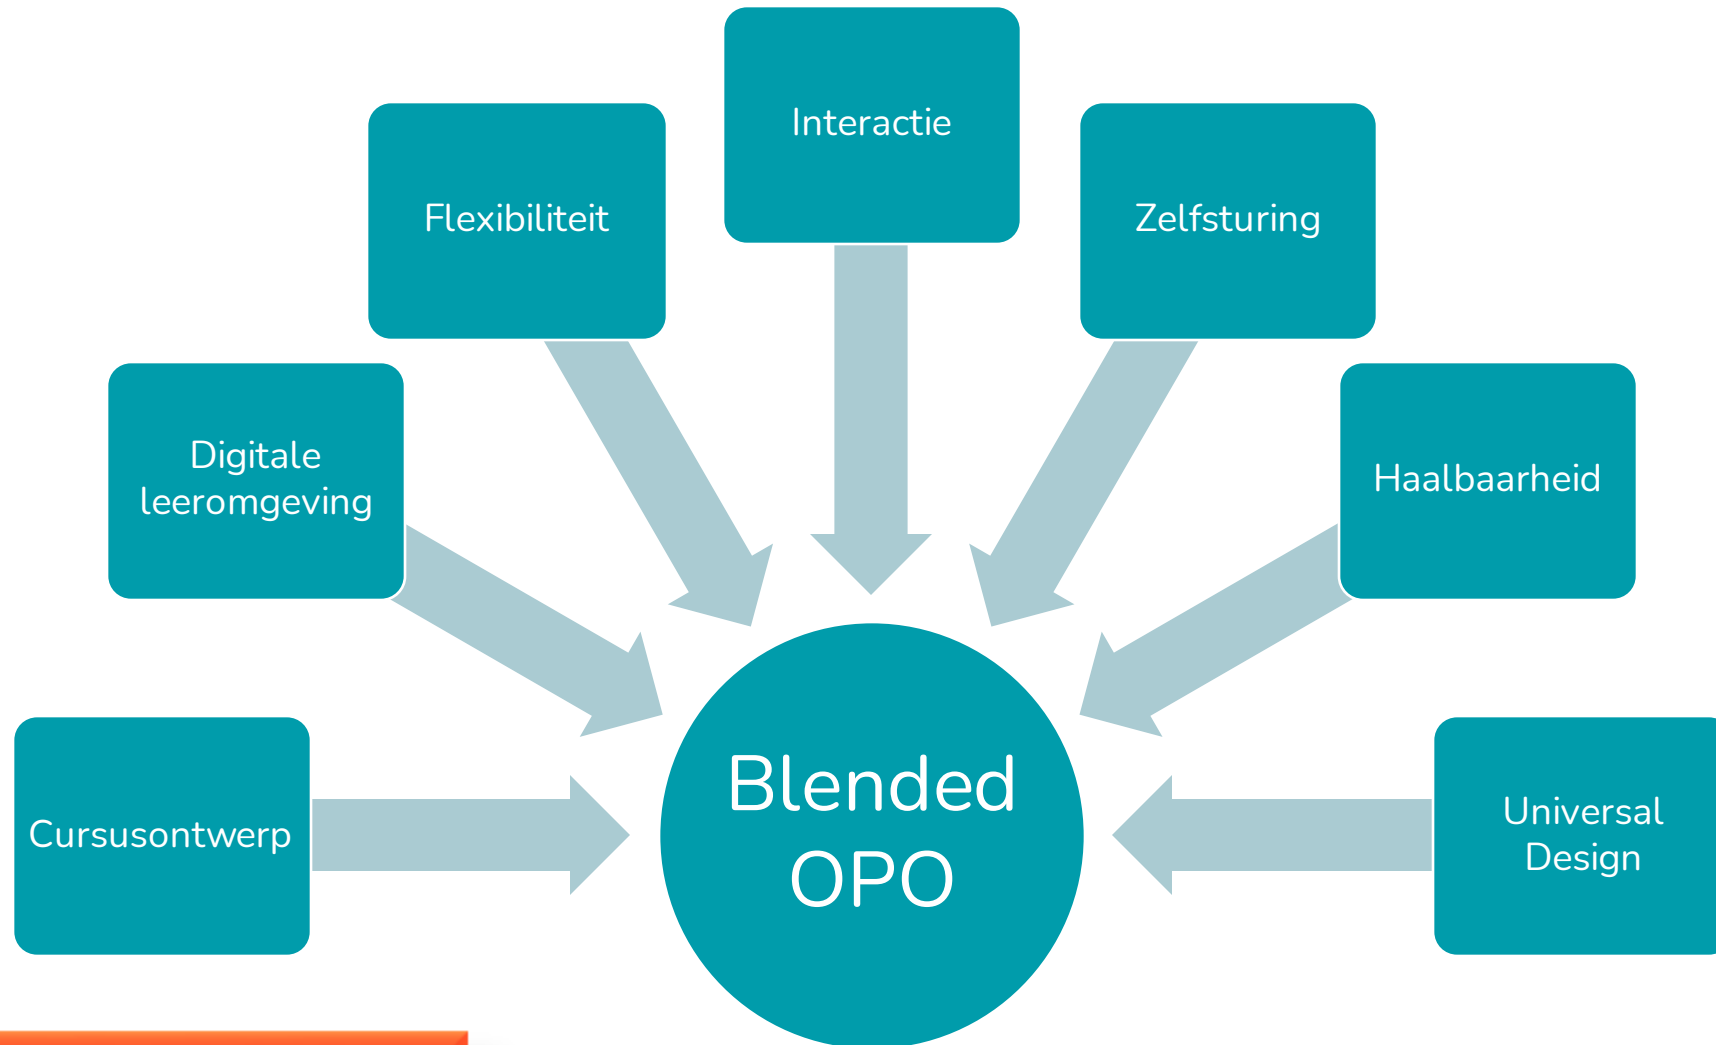 Interactie
Flexibiliteit
Zelfsturing
Digitale
leeromgeving
Haalbaarheid
Cursusontwerp
Blended
OPO
Universal
Design